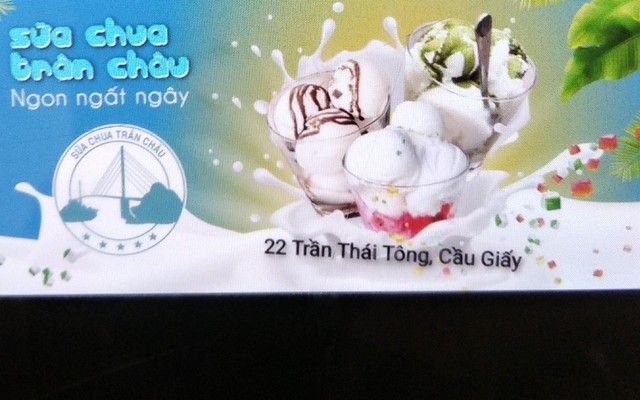 sữa chua
trân châu
Ngon ngất ngây
SỮA CHUA TRÂN CHÂU
22 Trần Thái Tông, Cầu Giấy